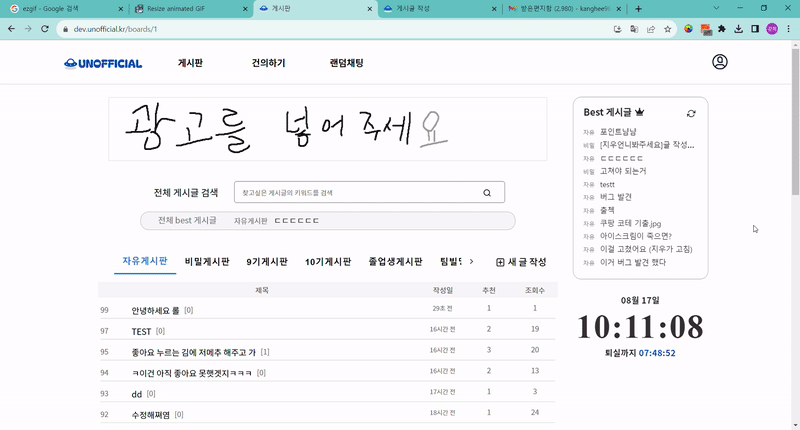 ezgif - Google 검색
Resize animated GIF
게시판
게시글 작성
받은편지함 (2,980) - kanghee98
dev.unofficial.kr/boards/1
UNOFFICIAL
게시판
건의하기
랜덤채팅
광고를 넣어주세요
전체 게시글 검색
찾고싶은 게시글의 키워드를 검색
전체 best 게시글 자유게시판 ㄷㄷㄷㄷㄷㄷ
자유게시판 비밀게시판 9기게시판 10기게시판 졸업생게시판 팀빌딩 > 새 글 작성
제목 작성일 추천 조회수
99 안녕하세요 룰 [0] 29초 전 1 1
97 TEST [0] 16시간 전 2 19
95 좋아요 누르는 김에 저메추 해주고 가 [1] 16시간 전 3 20
94 ㅋ이건 아직 좋아요 못햇겟지ㅋㅋㅋ [0] 16시간 전 2 13
93 dd [0] 17시간 전 1 3
92 수정해쪄염 [0] 18시간 전 1 24
Best 게시글
자유 포인트냠냠
비밀 [지우언니봐주세요]글 작성...
자유 ㄷㄷㄷㄷㄷㄷ
비밀 고쳐야 되는거
자유 testt
자유 버그 발견
자유 출첵
자유 쿠팡 코테 기출.jpg
자유 아이스크림이 죽으면?
자유 이걸 고쳤어요 (지우가 고침)
자유 이거 버그 발견 했다
08월 17일
10:11:08
퇴실까지 07:48:52